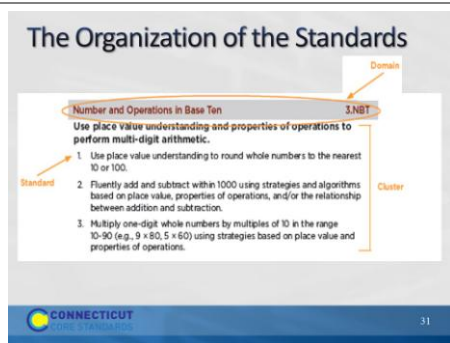 The Organization of the Standards
Domain
Number and Operations in Base Ten 3.NBT
Use place value understanding and properties of operations to
perform multi-digit arithmetic.
1. Use place value understanding to round whole numbers to the nearest
10 or 100.
Standard
2. Fluently add and subtract within 1000 using strategies and algorithms
based on place value, properties of operations, and/or the relationship
between addition and subtraction.
Cluster
3. Multiply one-digit whole numbers by multiples of 10 in the range
10-90 (e.g., 9 × 80, 5 × 60) using strategies based on place value and
properties of operations.
CONNECTICUT
CORE STANDARDS
31